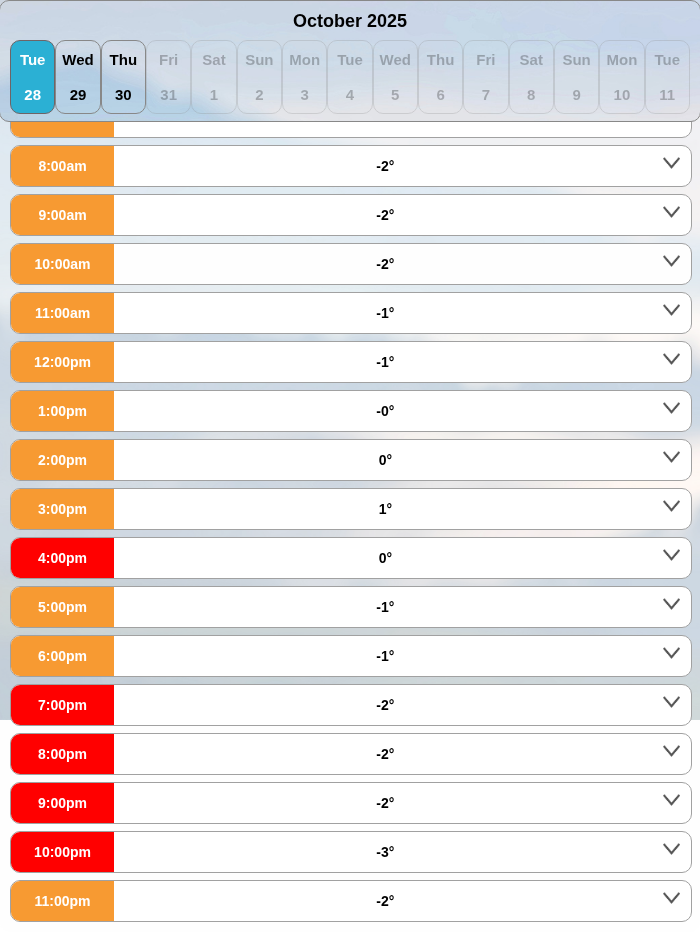 October 2025
Tue Wed Thu Fri Sat Sun Mon Tue Wed Thu Fri Sat Sun Mon Tue
28 29 30 31 1 2 3 4 5 6 7 8 9 10 11
8:00am -2°
9:00am -2°
10:00am -2°
11:00am -1°
12:00pm -1°
1:00pm -0°
2:00pm 0°
3:00pm 1°
4:00pm 0°
5:00pm -1°
6:00pm -1°
7:00pm -2°
8:00pm -2°
9:00pm -2°
10:00pm -3°
11:00pm -2°